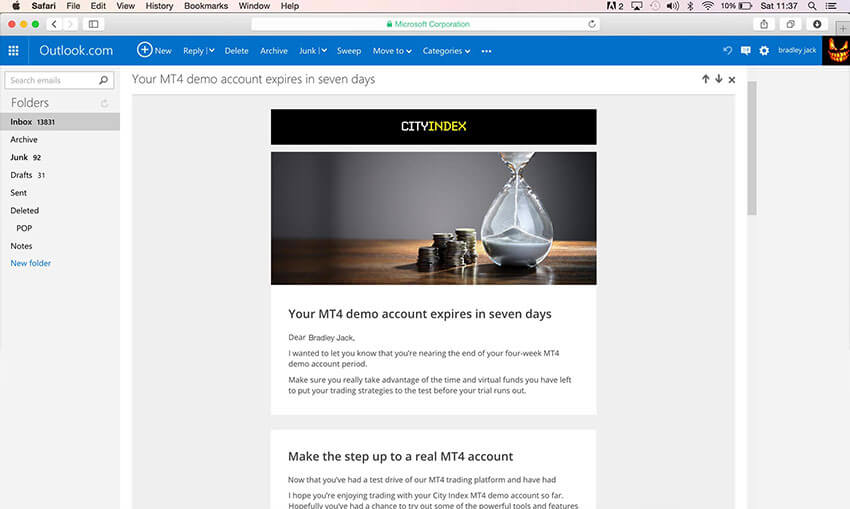 Safari File Edit View History Bookmarks Window Help
2 10% Sat 11:37
Microsoft Corporation
Outlook.com New Reply Delete Archive Junk Sweep Move to Categories ••• bradley jack
Search emails
Your MT4 demo account expires in seven days
Folders
Inbox 13831
Archive
Junk 92
Drafts 31
Sent
Deleted
POP
Notes
New folder
CITYINDEX
Your MT4 demo account expires in seven days
Dear Bradley Jack,
I wanted to let you know that you're nearing the end of your four-week MT4
demo account period.
Make sure you really take advantage of the time and virtual funds you have left
to put your trading strategies to the test before your trial runs out.
Make the step up to a real MT4 account
Now that you've had a test drive of our MT4 trading platform and have had
I hope you're enjoying trading with your City Index MT4 demo account so far.
Hopefully you've had a chance to try out some of the powerful tools and features